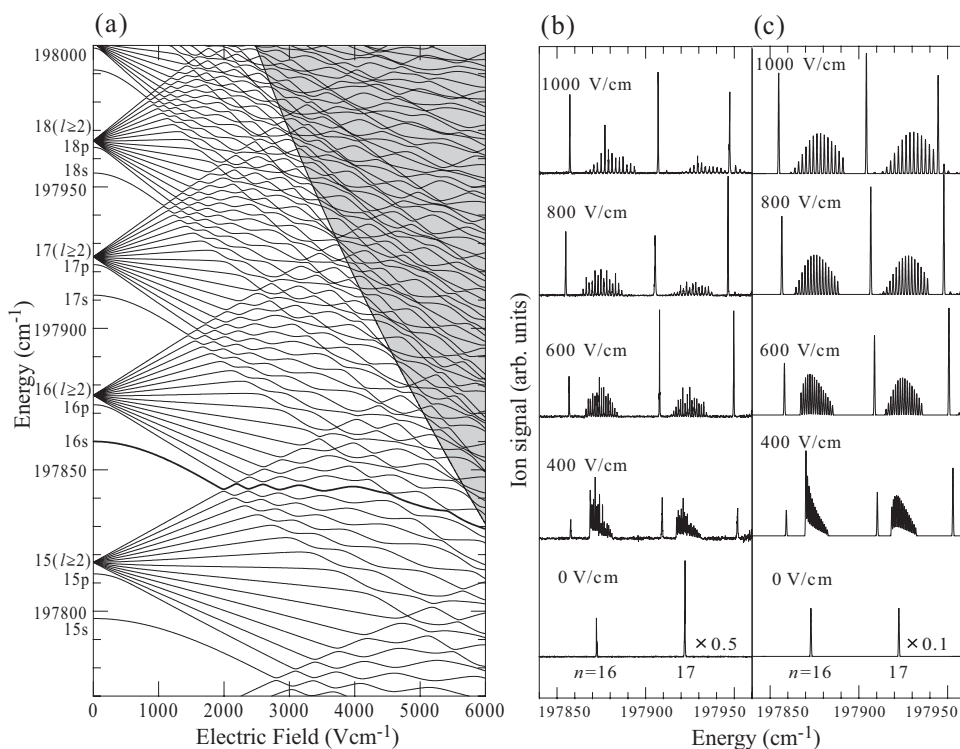 (a)
(b)
(c)
198000
18(l≥2)
18p
18s
197950
17(l≥2)
17p
17s
197900
16(l≥2)
16p
16s
197850
15(l≥2)
15p
15s
197800
Energy (cm-1)
0 1000 2000 3000 4000 5000 6000
Electric Field (Vcm-1)
Ion signal (arb. units)
1000 V/cm
800 V/cm
600 V/cm
400 V/cm
0 V/cm
×0.5
n=16 17
197850 197900 197950
1000 V/cm
800 V/cm
600 V/cm
400 V/cm
0 V/cm
×0.1
n=16 17
197850 197900 197950
Energy (cm-1)